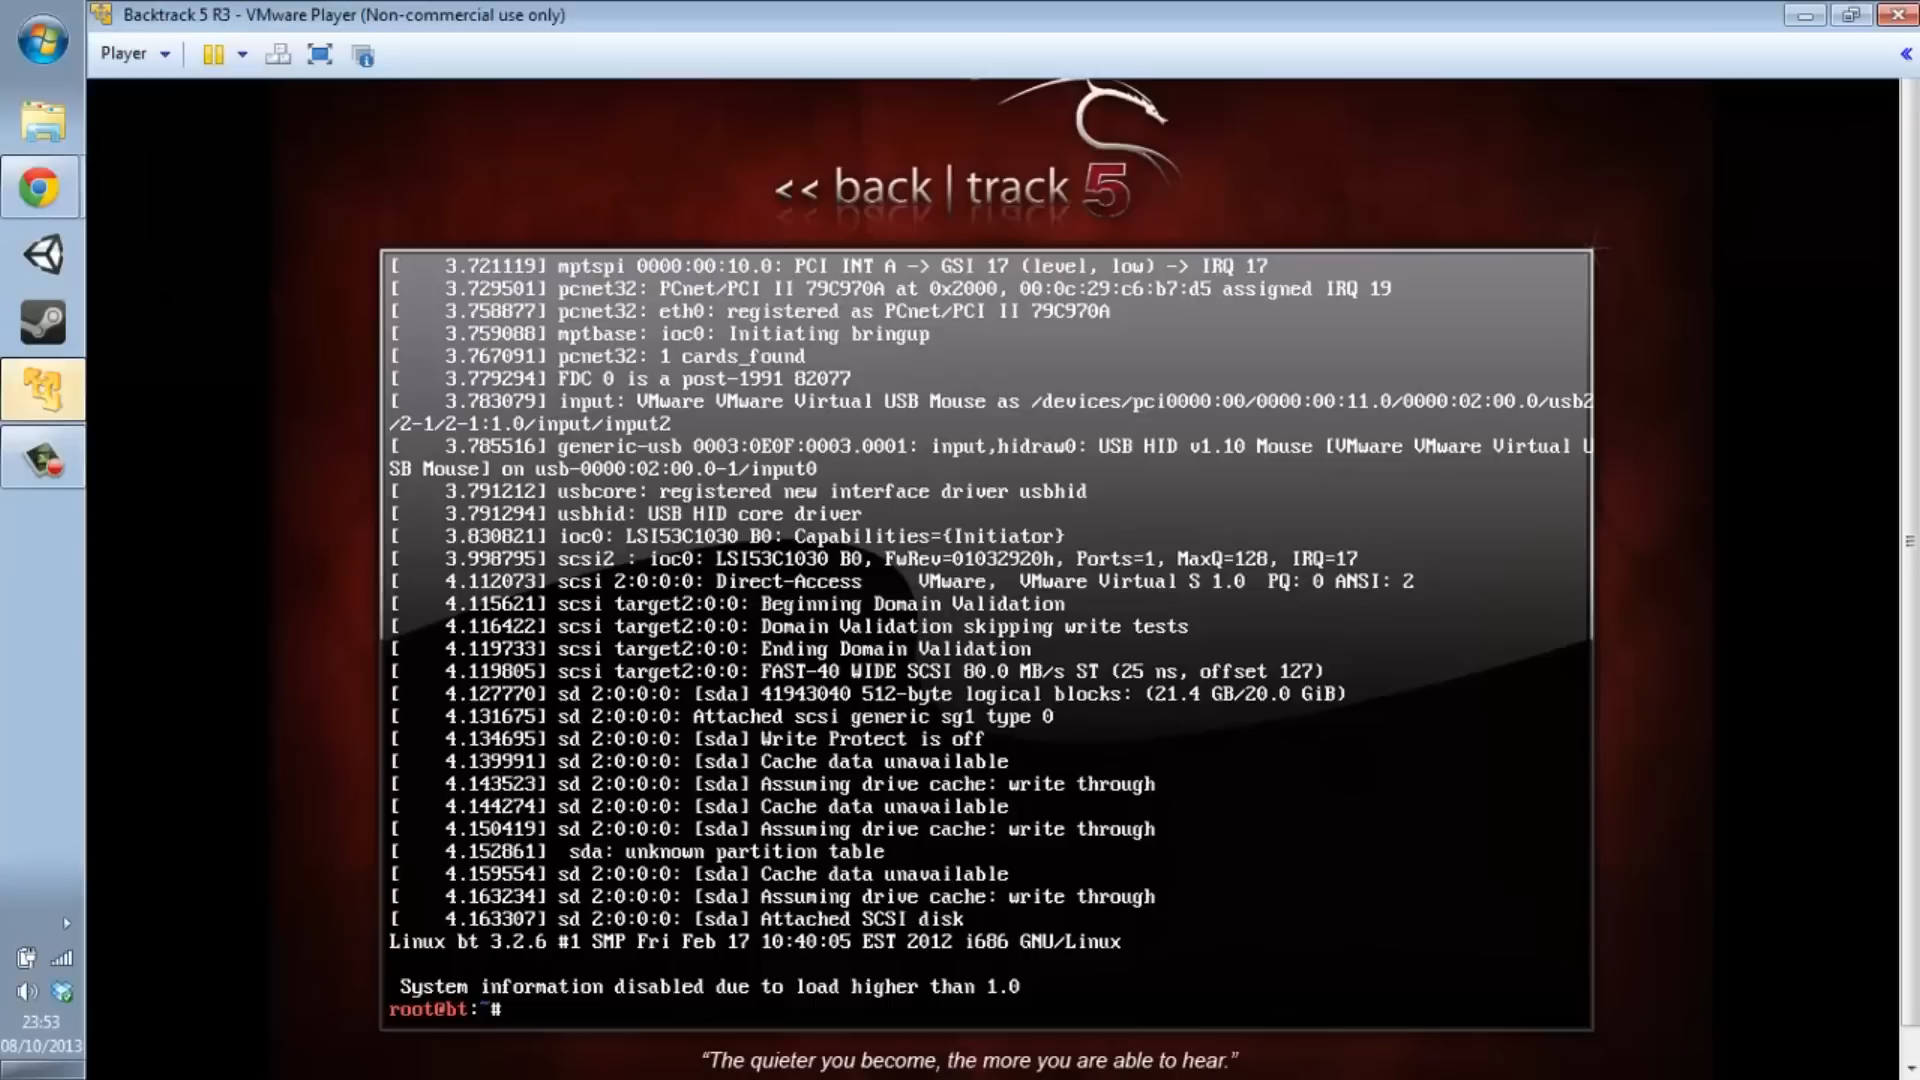 Backtrack 5 R3 - VMware Player (Non-commercial use only)
Player
<< back | track 5
[    3.721119] mptspi 0000:00:10.0: PCI INT A -> GSI 17 (level, low) -> IRQ 17
[    3.729501] pcnet32: PCnet/PCI II 79C970A at 0x2000, 00:0c:29:c6:b7:d5 assigned IRQ 19
[    3.758877] pcnet32: eth0: registered as PCnet/PCI II 79C970A
[    3.759088] mptbase: ioc0: Initiating bringup
[    3.767091] pcnet32: 1 cards_found
[    3.779294] FDC 0 is a post-1991 82077
[    3.783079] input: VMware VMware Virtual USB Mouse as /devices/pci0000:00/0000:00:11.0/0000:02:00.0/usb2
/2-1/2-1:1.0/input/input2
[    3.785516] generic-usb 0003:0E0F:0003.0001: input,hidraw0: USB HID v1.10 Mouse [VMware VMware Virtual U
SB Mouse] on usb-0000:02:00.0-1/input0
[    3.791212] usbcore: registered new interface driver usbhid
[    3.791294] usbhid: USB HID core driver
[    3.830821] ioc0: LSI53C1030 B0: Capabilities={Initiator}
[    3.998795] scsi2 : ioc0: LSI53C1030 B0, FwRev=01032920h, Ports=1, MaxQ=128, IRQ=17
[    4.112073] scsi 2:0:0:0: Direct-Access     VMware,  VMware Virtual S 1.0  PQ: 0 ANSI: 2
[    4.115621] scsi target2:0:0: Beginning Domain Validation
[    4.116422] scsi target2:0:0: Domain Validation skipping write tests
[    4.119733] scsi target2:0:0: Ending Domain Validation
[    4.119805] scsi target2:0:0: FAST-40 WIDE SCSI 80.0 MB/s ST (25 ns, offset 127)
[    4.127770] sd 2:0:0:0: [sda] 41943040 512-byte logical blocks: (21.4 GB/20.0 GiB)
[    4.131675] sd 2:0:0:0: Attached scsi generic sg1 type 0
[    4.134695] sd 2:0:0:0: [sda] Write Protect is off
[    4.139991] sd 2:0:0:0: [sda] Cache data unavailable
[    4.143523] sd 2:0:0:0: [sda] Assuming drive cache: write through
[    4.144274] sd 2:0:0:0: [sda] Cache data unavailable
[    4.150419] sd 2:0:0:0: [sda] Assuming drive cache: write through
[    4.152861]  sda: unknown partition table
[    4.159554] sd 2:0:0:0: [sda] Cache data unavailable
[    4.163234] sd 2:0:0:0: [sda] Assuming drive cache: write through
[    4.163307] sd 2:0:0:0: [sda] Attached SCSI disk
Linux bt 3.2.6 #1 SMP Fri Feb 17 10:40:05 EST 2012 i686 GNU/Linux
System information disabled due to load higher than 1.0
root@bt:~#
“The quieter you become, the more you are able to hear.”
23:53
08/10/2013